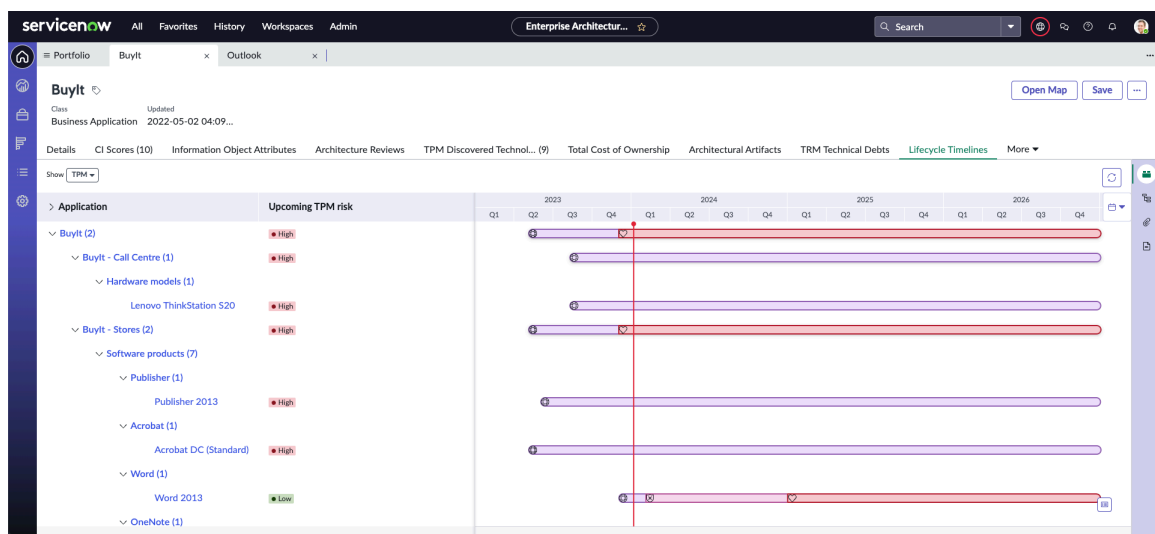 servicenow All Favorites History Workspaces Admin Enterprise Architectur... Search
Portfolio BuyIt × Outlook ×
BuyIt Open Map Save
Class Updated
Business Application 2022-05-02 04:09...
Details CI Scores (10) Information Object Attributes Architecture Reviews TPM Discovered Technol... (9) Total Cost of Ownership Architectural Artifacts TRM Technical Debts Lifecycle Timelines More
Show TPM
Application Upcoming TPM risk
2023 2024 2025 2026
Q1 Q2 Q3 Q4 Q1 Q2 Q3 Q4 Q1 Q2 Q3 Q4 Q1 Q2 Q3 Q4
BuyIt (2) High
BuyIt - Call Centre (1) High
Hardware models (1)
Lenovo ThinkStation S20 High
BuyIt - Stores (2) High
Software products (7)
Publisher (1)
Publisher 2013 High
Acrobat (1)
Acrobat DC (Standard) High
Word (1)
Word 2013 Low
OneNote (1)